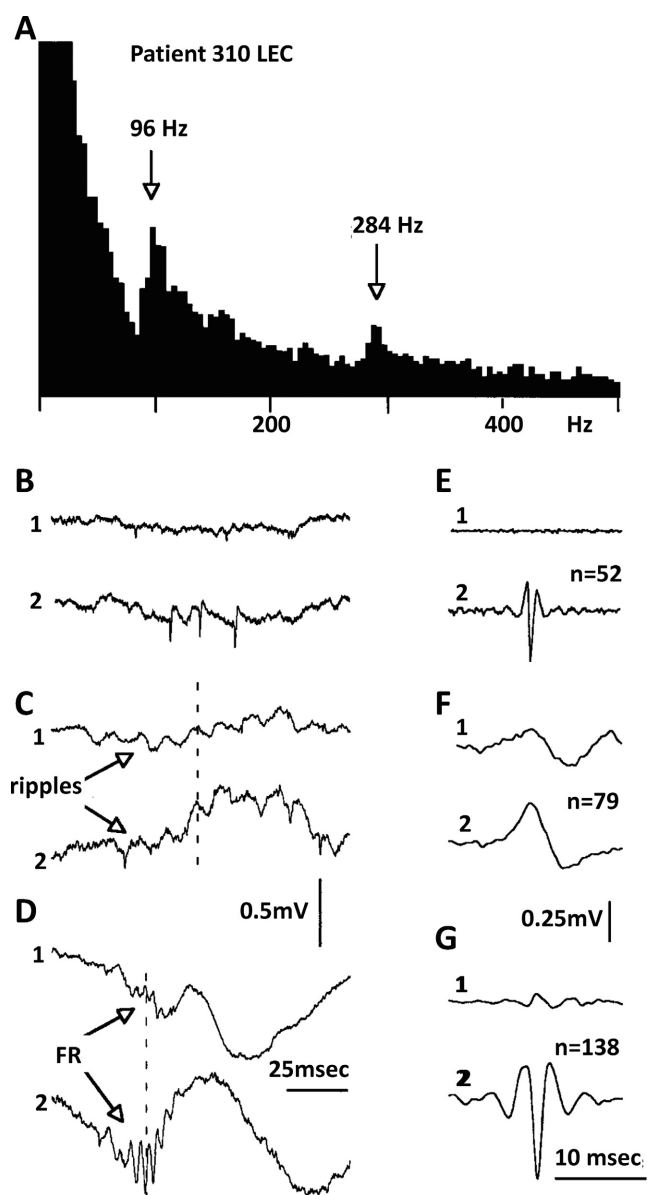 A
Patient 310 LEC
96 Hz
284 Hz
200
400
Hz
B
1
2
C
1
ripples
2
0.5mV
D
1
FR
25msec
2
E
1
n=52
2
F
1
n=79
2
0.25mV
G
1
n=138
2
10 msec